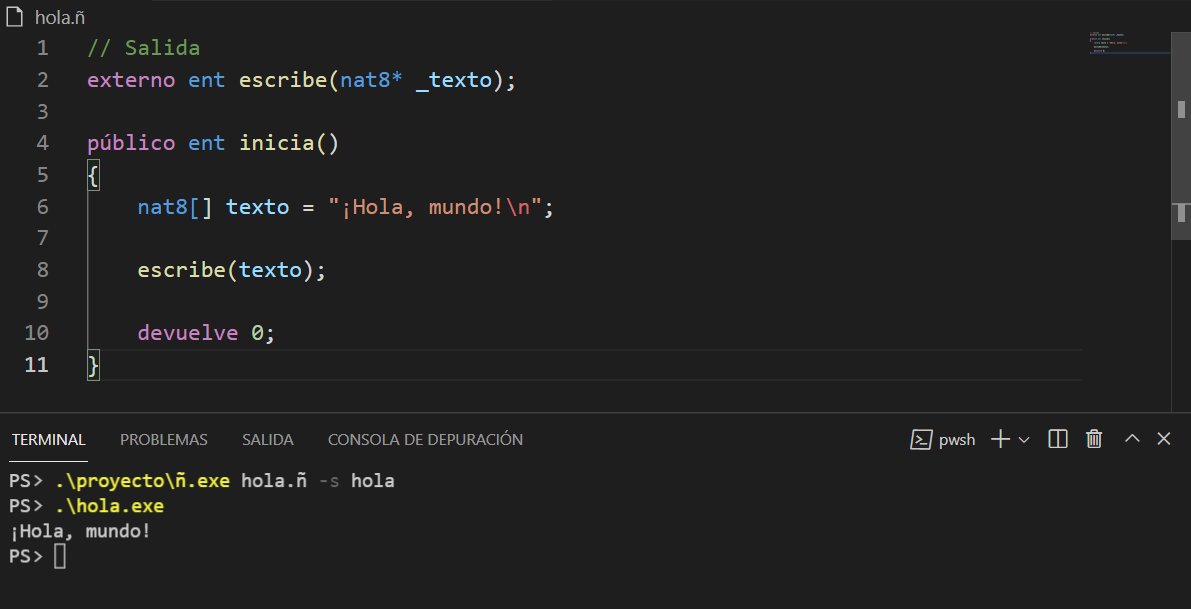 hola.ñ
1 // Salida
2 externo ent escribe(nat8* _texto);
3
4 público ent inicia()
5 {
6 nat8[] texto = "¡Hola, mundo!\n";
7
8 escribe(texto);
9
10 devuelve 0;
11 }
TERMINAL PROBLEMAS SALIDA CONSOLA DE DEPURACIÓN pwsh
PS> .\proyecto\ñ.exe hola.ñ -s hola
PS> .\hola.exe
¡Hola, mundo!
PS>